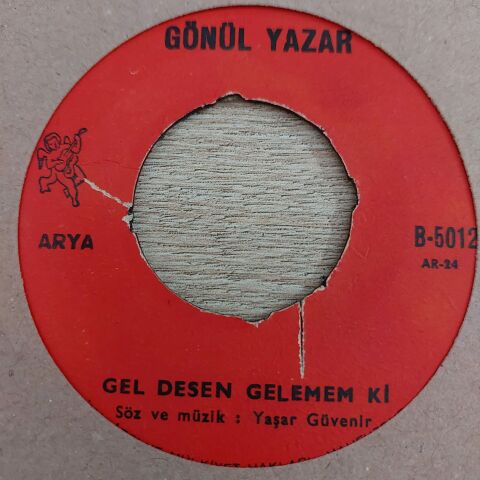 GÖNÜL YAZAR
ARYA
B-5012
AR-24
GEL DESEN GELEMEM Kİ
Söz ve müzik : Yaşar Güvenir